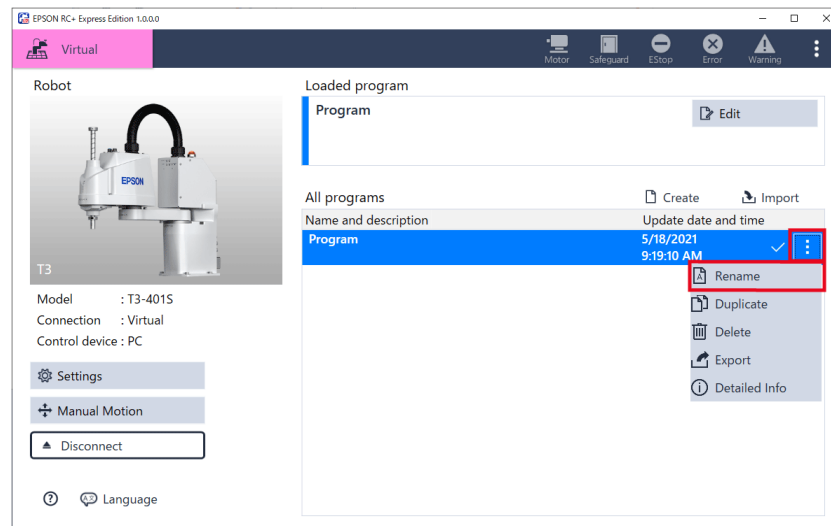 EPSON RC+ Express Edition 1.0.0.0
Virtual
Motor Safeguard EStop Error Warning
Robot
EPSON
T3
Model : T3-401S
Connection : Virtual
Control device : PC
Settings
Manual Motion
Disconnect
Language
Loaded program
Program
Edit
All programs
Create Import
Name and description Update date and time
Program 5/18/2021
9:19:10 AM
Rename
Duplicate
Delete
Export
Detailed Info